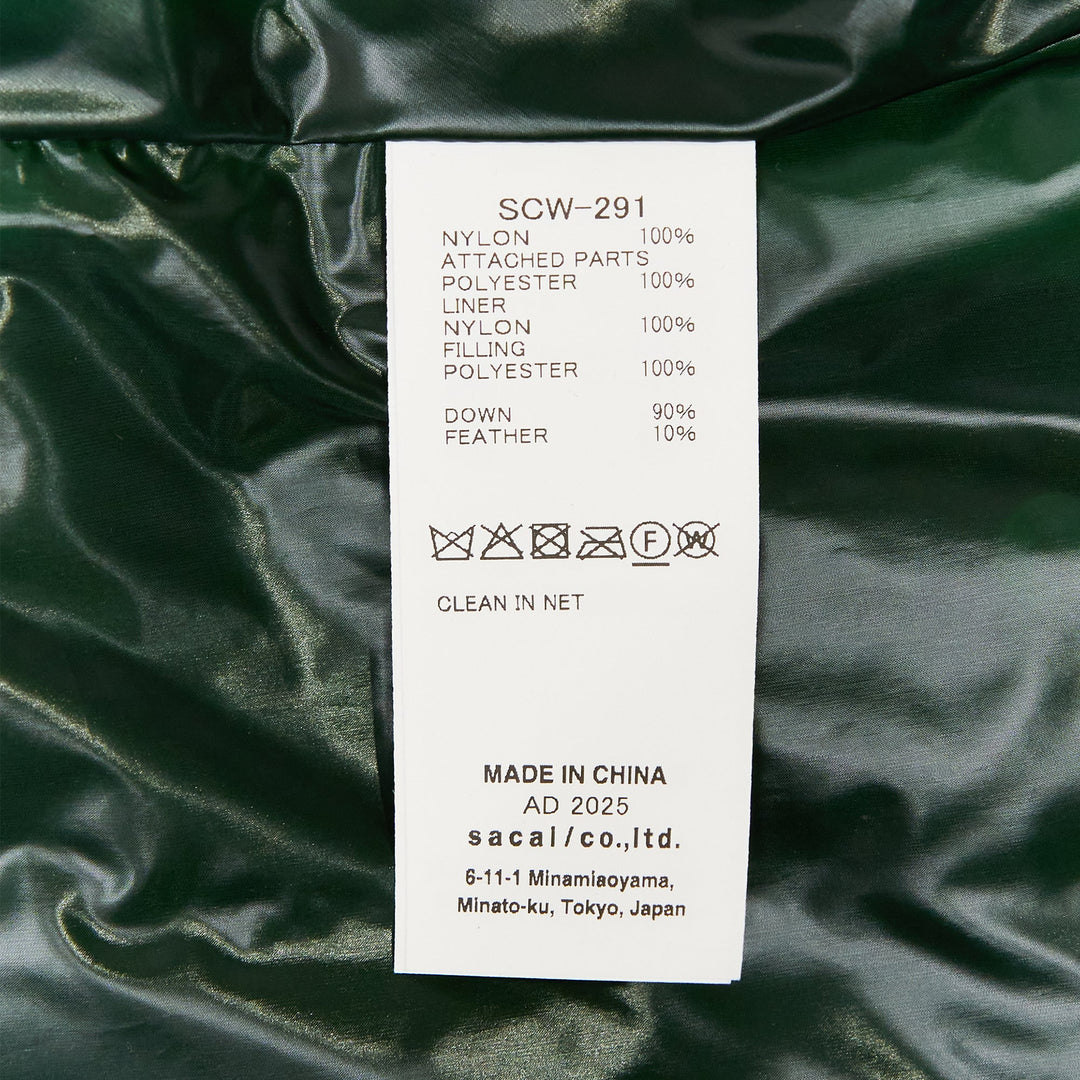 SCW-291
NYLON 100%
ATTACHED PARTS
POLYESTER 100%
LINER
NYLON 100%
FILLING
POLYESTER 100%
DOWN 90%
FEATHER 10%
F W
CLEAN IN NET
MADE IN CHINA
AD 2025
sacai/co.,ltd.
6-11-1 Minamiaoyama,
Minato-ku, Tokyo, Japan